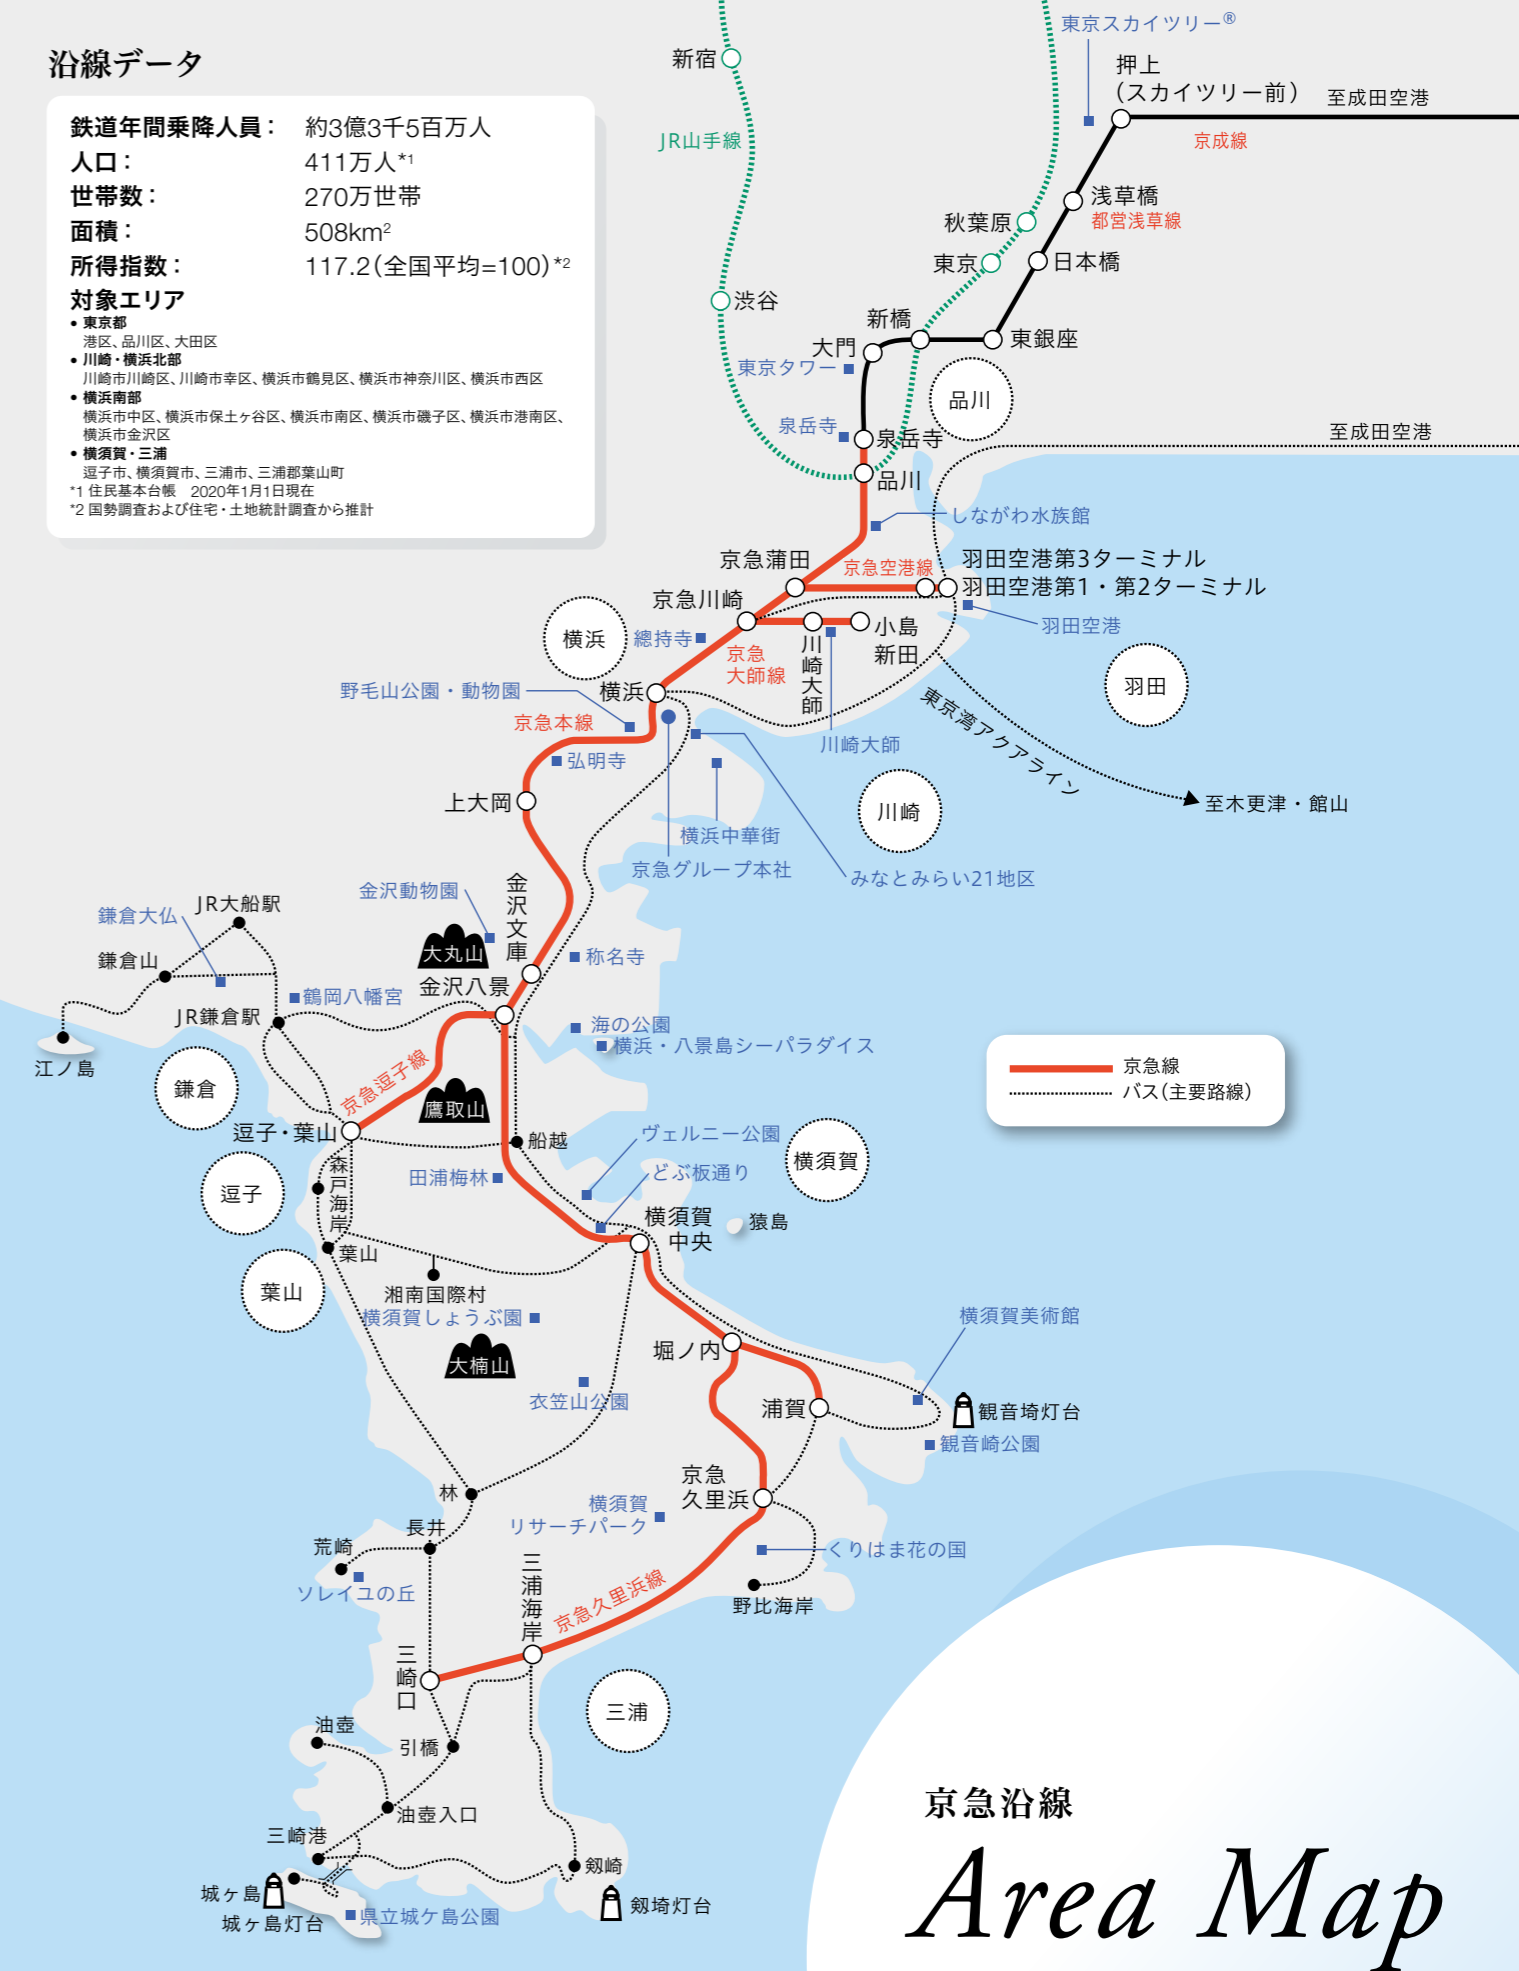 沿線データ
鉄道年間乗降人員： 約3億3千5百万人
人口： 411万人*1
世帯数： 270万世帯
面積： 508km2
所得指数： 117.2（全国平均=100）*2
対象エリア
• 東京都
港区、品川区、大田区
• 川崎・横浜北部
川崎市川崎区、川崎市幸区、横浜市鶴見区、横浜市神奈川区、横浜市西区
• 横浜南部
横浜市中区、横浜市保土ヶ谷区、横浜市南区、横浜市磯子区、横浜市港南区、
横浜市金沢区
• 横須賀・三浦
逗子市、横須賀市、三浦市、三浦郡葉山町
*1 住民基本台帳　2020年1月1日現在
*2 国勢調査および住宅・土地統計調査から推計
東京スカイツリー®
新宿
押上
（スカイツリー前）
至成田空港
JR山手線
京成線
浅草橋
都営浅草線
秋葉原
東京
日本橋
渋谷
新橋
東銀座
大門
東京タワー
品川
泉岳寺
泉岳寺
至成田空港
品川
しながわ水族館
京急蒲田
京急空港線
羽田空港第3ターミナル
羽田空港第1・第2ターミナル
京急川崎
羽田空港
横浜
總持寺
京急
大師線
川崎大師
小島
新田
羽田
野毛山公園・動物園
横浜
京急本線
東京湾アクアライン
川崎大師
弘明寺
上大岡
川崎
至木更津・館山
横浜中華街
京急グループ本社
みなとみらい21地区
金沢動物園
金沢文庫
JR大船駅
鎌倉大仏
大丸山
称名寺
鎌倉山
金沢八景
鶴岡八幡宮
JR鎌倉駅
海の公園
横浜・八景島シーパラダイス
江ノ島
京急逗子線
鎌倉
鷹取山
京急線
バス（主要路線）
逗子・葉山
船越
ヴェルニー公園
横須賀
森戸海岸
田浦梅林
どぶ板通り
逗子
横須賀
中央
猿島
葉山
葉山
湘南国際村
横須賀しょうぶ園
横須賀美術館
大楠山
堀ノ内
衣笠山公園
浦賀
観音埼灯台
観音崎公園
京急
久里浜
林
横須賀
リサーチパーク
長井
荒崎
くりはま花の国
ソレイユの丘
三浦海岸
京急久里浜線
野比海岸
三崎口
三浦
油壺
引橋
油壺入口
三崎港
剱崎
城ヶ島
城ヶ島灯台
県立城ケ島公園
剱埼灯台
京急沿線
Area Map